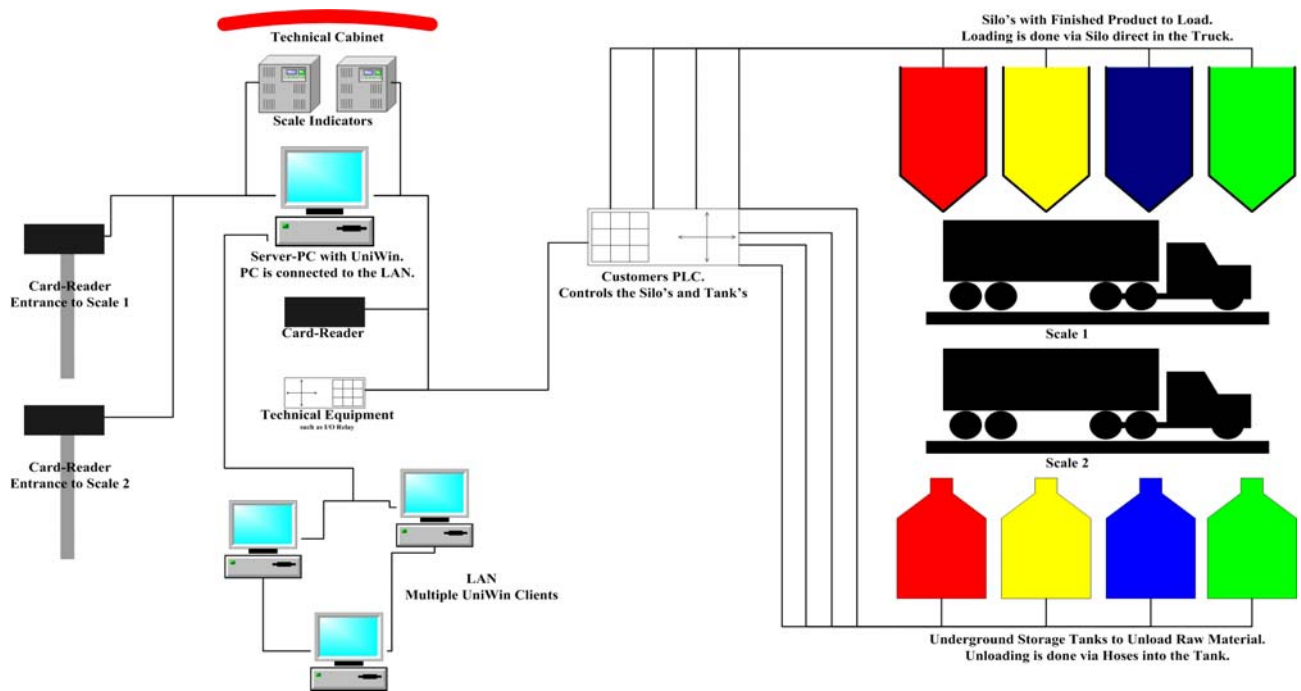 Technical Cabinet
Scale Indicators
Server-PC with UniWin.
PC is connected to the LAN.
Card-Reader
Entrance to Scale 1
Card-Reader
Technical Equipment
such as I/O Relay
Card-Reader
Entrance to Scale 2
LAN
Multiple UniWin Clients
Customers PLC.
Controls the Silo's and Tank's
Silo's with Finished Product to Load.
Loading is done via Silo direct in the Truck.
Scale 1
Scale 2
Underground Storage Tanks to Unload Raw Material.
Unloading is done via Hoses into the Tank.